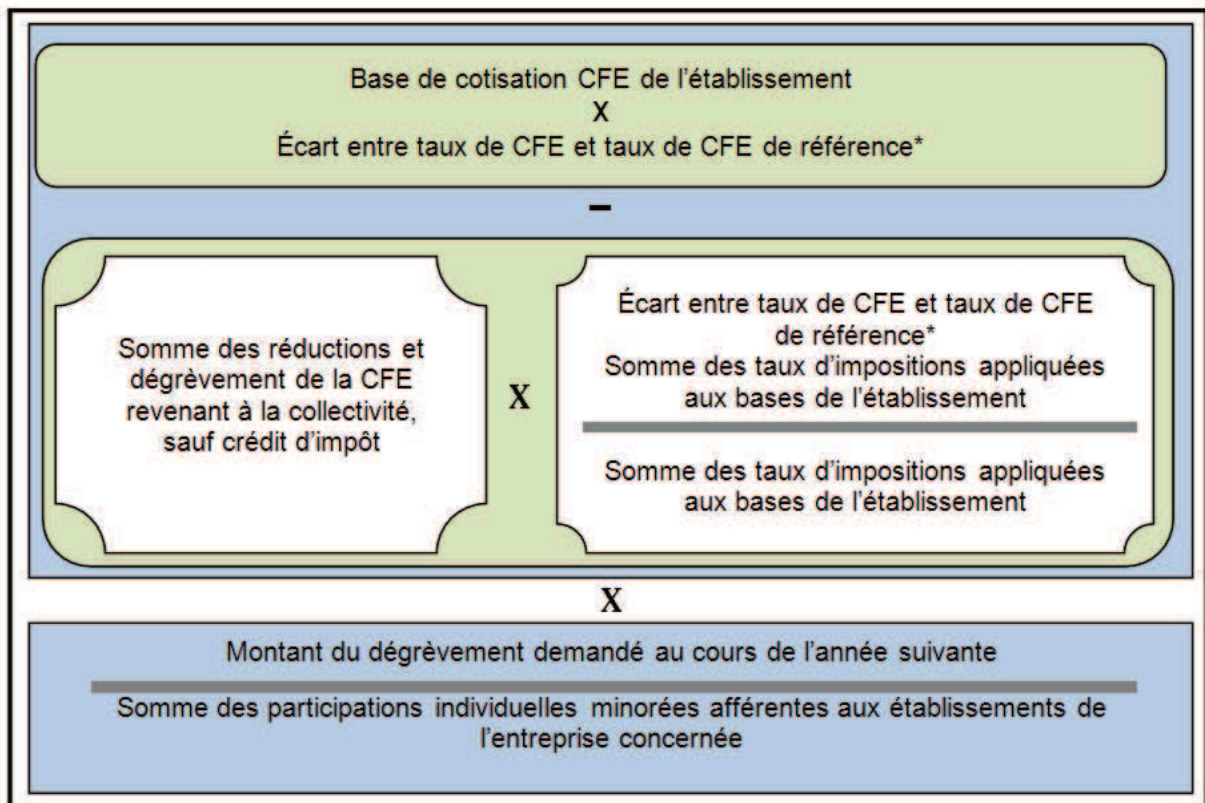 Base de cotisation CFE de l'établissement
X
Écart entre taux de CFE et taux de CFE de référence*
–
Somme des réductions et
dégrèvement de la CFE
revenant à la collectivité,
sauf crédit d'impôt
X
Écart entre taux de CFE et taux de CFE
de référence*
Somme des taux d'impositions appliquées
aux bases de l'établissement
Somme des taux d'impositions appliquées
aux bases de l'établissement
X
Montant du dégrèvement demandé au cours de l'année suivante
Somme des participations individuelles minorées afférentes aux établissements de
l'entreprise concernée